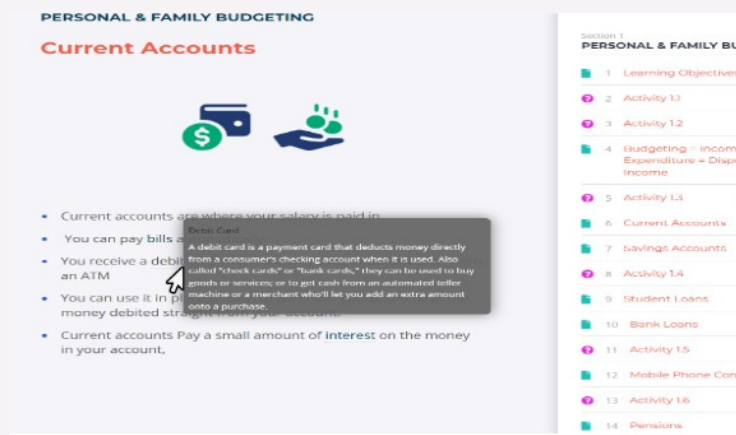 PERSONAL & FAMILY BUDGETING
Current Accounts
• Current accounts are where your salary is paid in
• You can pay bills a
• You receive a debi
an ATM
• You can use it in pl
money debited straight from your account.
• Current accounts Pay a small amount of interest on the money
in your account,
Debit Card
A debit card is a payment card that deducts money directly
from a consumer's checking account when it is used. Also
called "check cards" or "bank cards," they can be used to buy
goods or services; or to get cash from an automated teller
machine or a merchant who'll let you add an extra amount
onto a purchase.
Section 1
PERSONAL & FAMILY BU
1 Learning Objectives
2 Activity 1.1
3 Activity 1.2
4 Budgeting = Incom
Expenditure = Disp
Income
5 Activity 1.3
6 Current Accounts
7 Savings Accounts
8 Activity 1.4
9 Student Loans
10 Bank Loans
11 Activity 1.5
12 Mobile Phone Con
13 Activity 1.6
14 Pensions